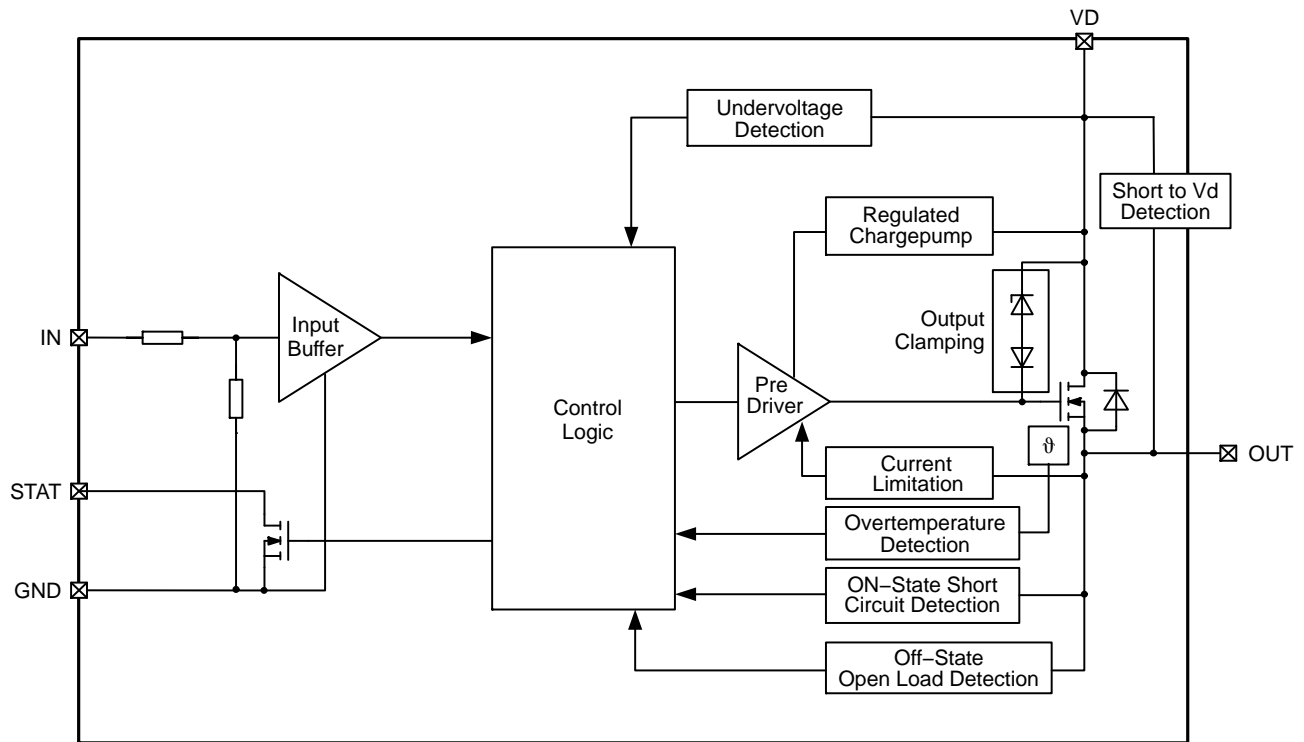 VD
Undervoltage
Detection
Short to Vd
Detection
Regulated
Chargepump
IN
Input
Buffer
Output
Clamping
Control
Logic
Pre
Driver
ϑ
OUT
STAT
Current
Limitation
Overtemperature
Detection
GND
ON−State Short
Circuit Detection
Off−State
Open Load Detection